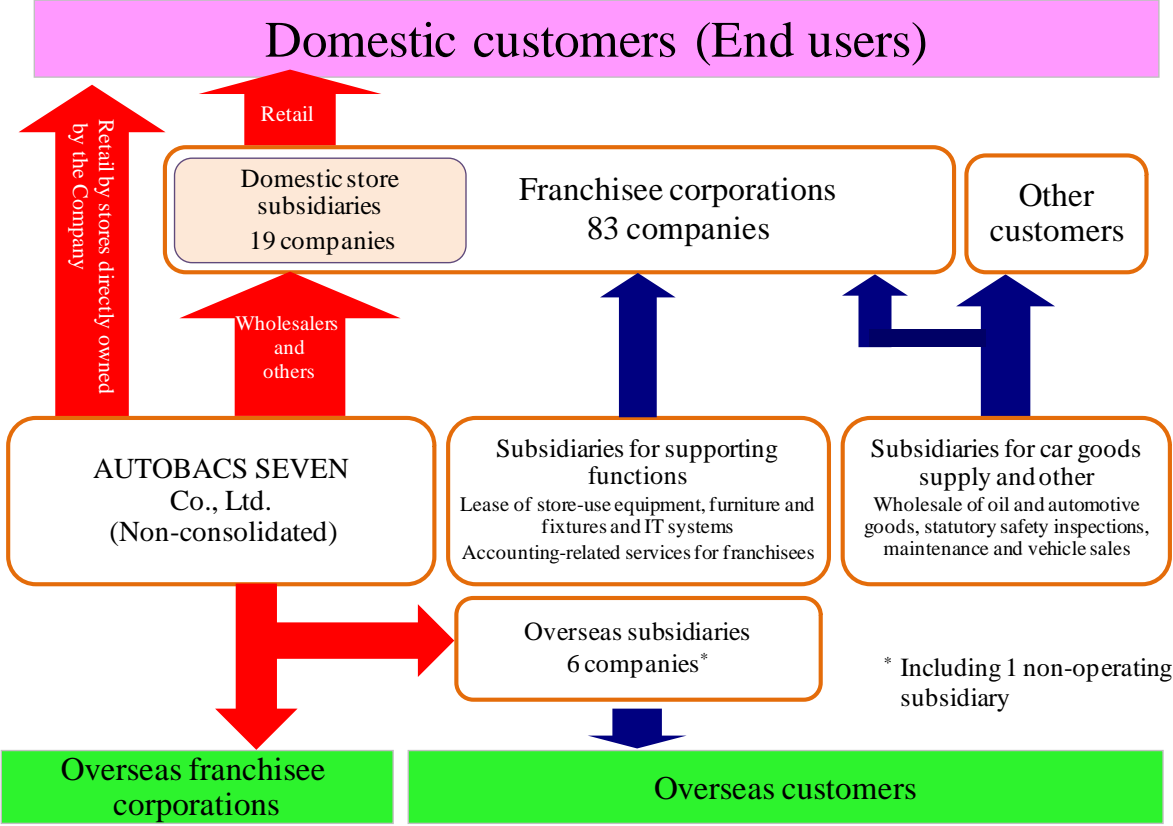 Domestic customers (End users)
Retail
Retail by stores directly owned
by the Company
Domestic store
subsidiaries
19 companies
Franchisee corporations
83 companies
Other
customers
Wholesalers
and
others
AUTOBACS SEVEN
Co., Ltd.
(Non-consolidated)
Subsidiaries for supporting
functions
Lease of store-use equipment, furniture and
fixtures and IT systems
Accounting-related services for franchisees
Subsidiaries for car goods
supply and other
Wholesale of oil and automotive
goods, statutory safety inspections,
maintenance and vehicle sales
Overseas subsidiaries
6 companies*
* Including 1 non-operating
subsidiary
Overseas franchisee
corporations
Overseas customers